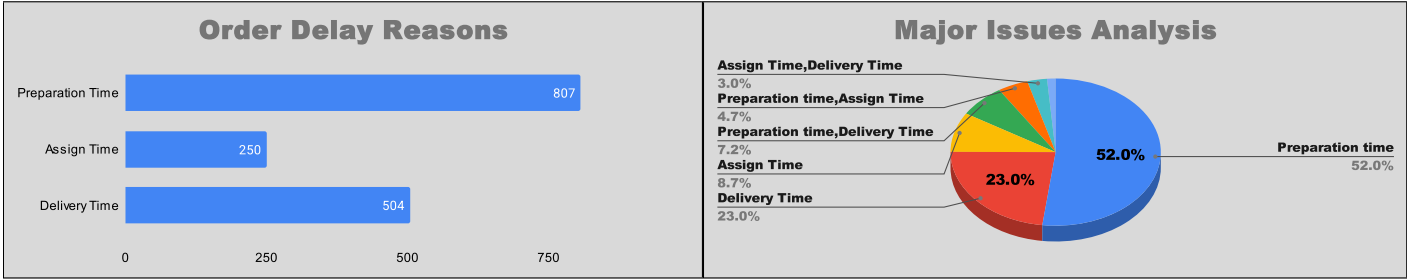 Order Delay Reasons
Preparation Time
807
Assign Time
250
Delivery Time
504
0 250 500 750
Major Issues Analysis
Assign Time,Delivery Time
3.0%
Preparation time,Assign Time
4.7%
Preparation time,Delivery Time
7.2%
Assign Time
8.7%
Delivery Time
23.0%
23.0%
52.0%
Preparation time
52.0%